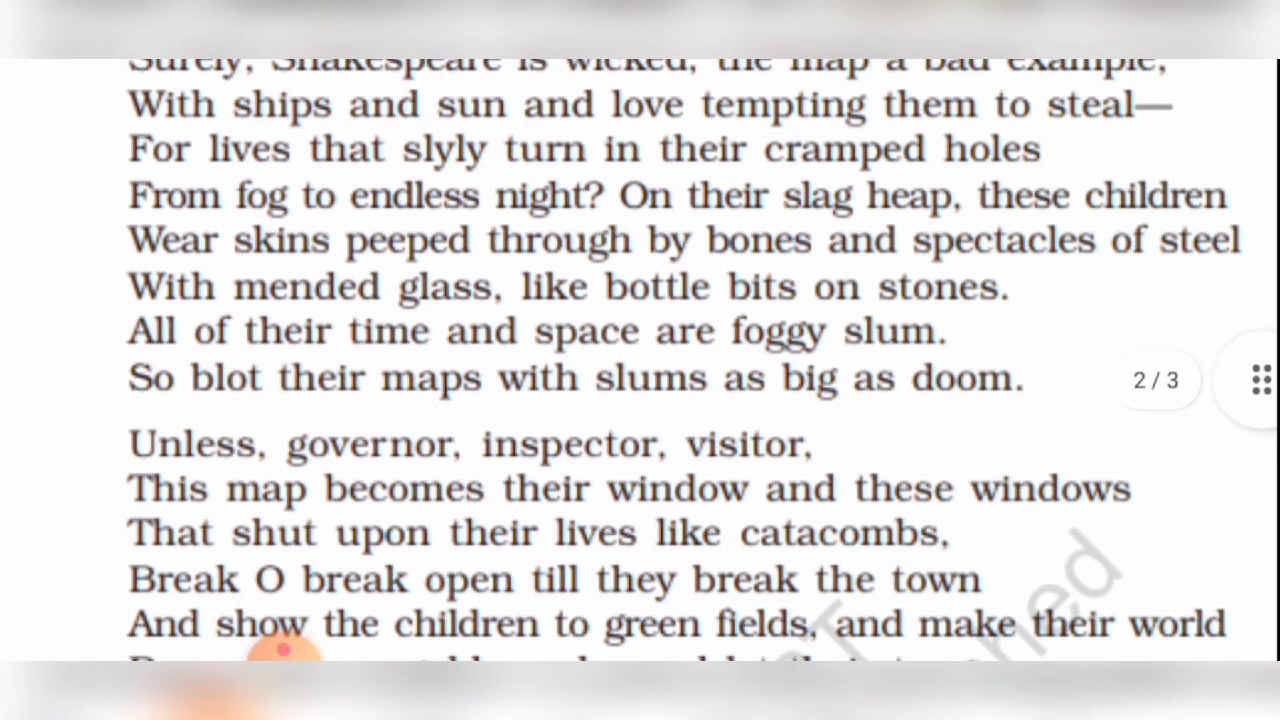 Surely, Shakespeare is wicked, the map a bad example,
With ships and sun and love tempting them to steal—
For lives that slyly turn in their cramped holes
From fog to endless night? On their slag heap, these children
Wear skins peeped through by bones and spectacles of steel
With mended glass, like bottle bits on stones.
All of their time and space are foggy slum.
So blot their maps with slums as big as doom.
2 / 3
Unless, governor, inspector, visitor,
This map becomes their window and these windows
That shut upon their lives like catacombs,
Break O break open till they break the town
And show the children to green fields, and make their world